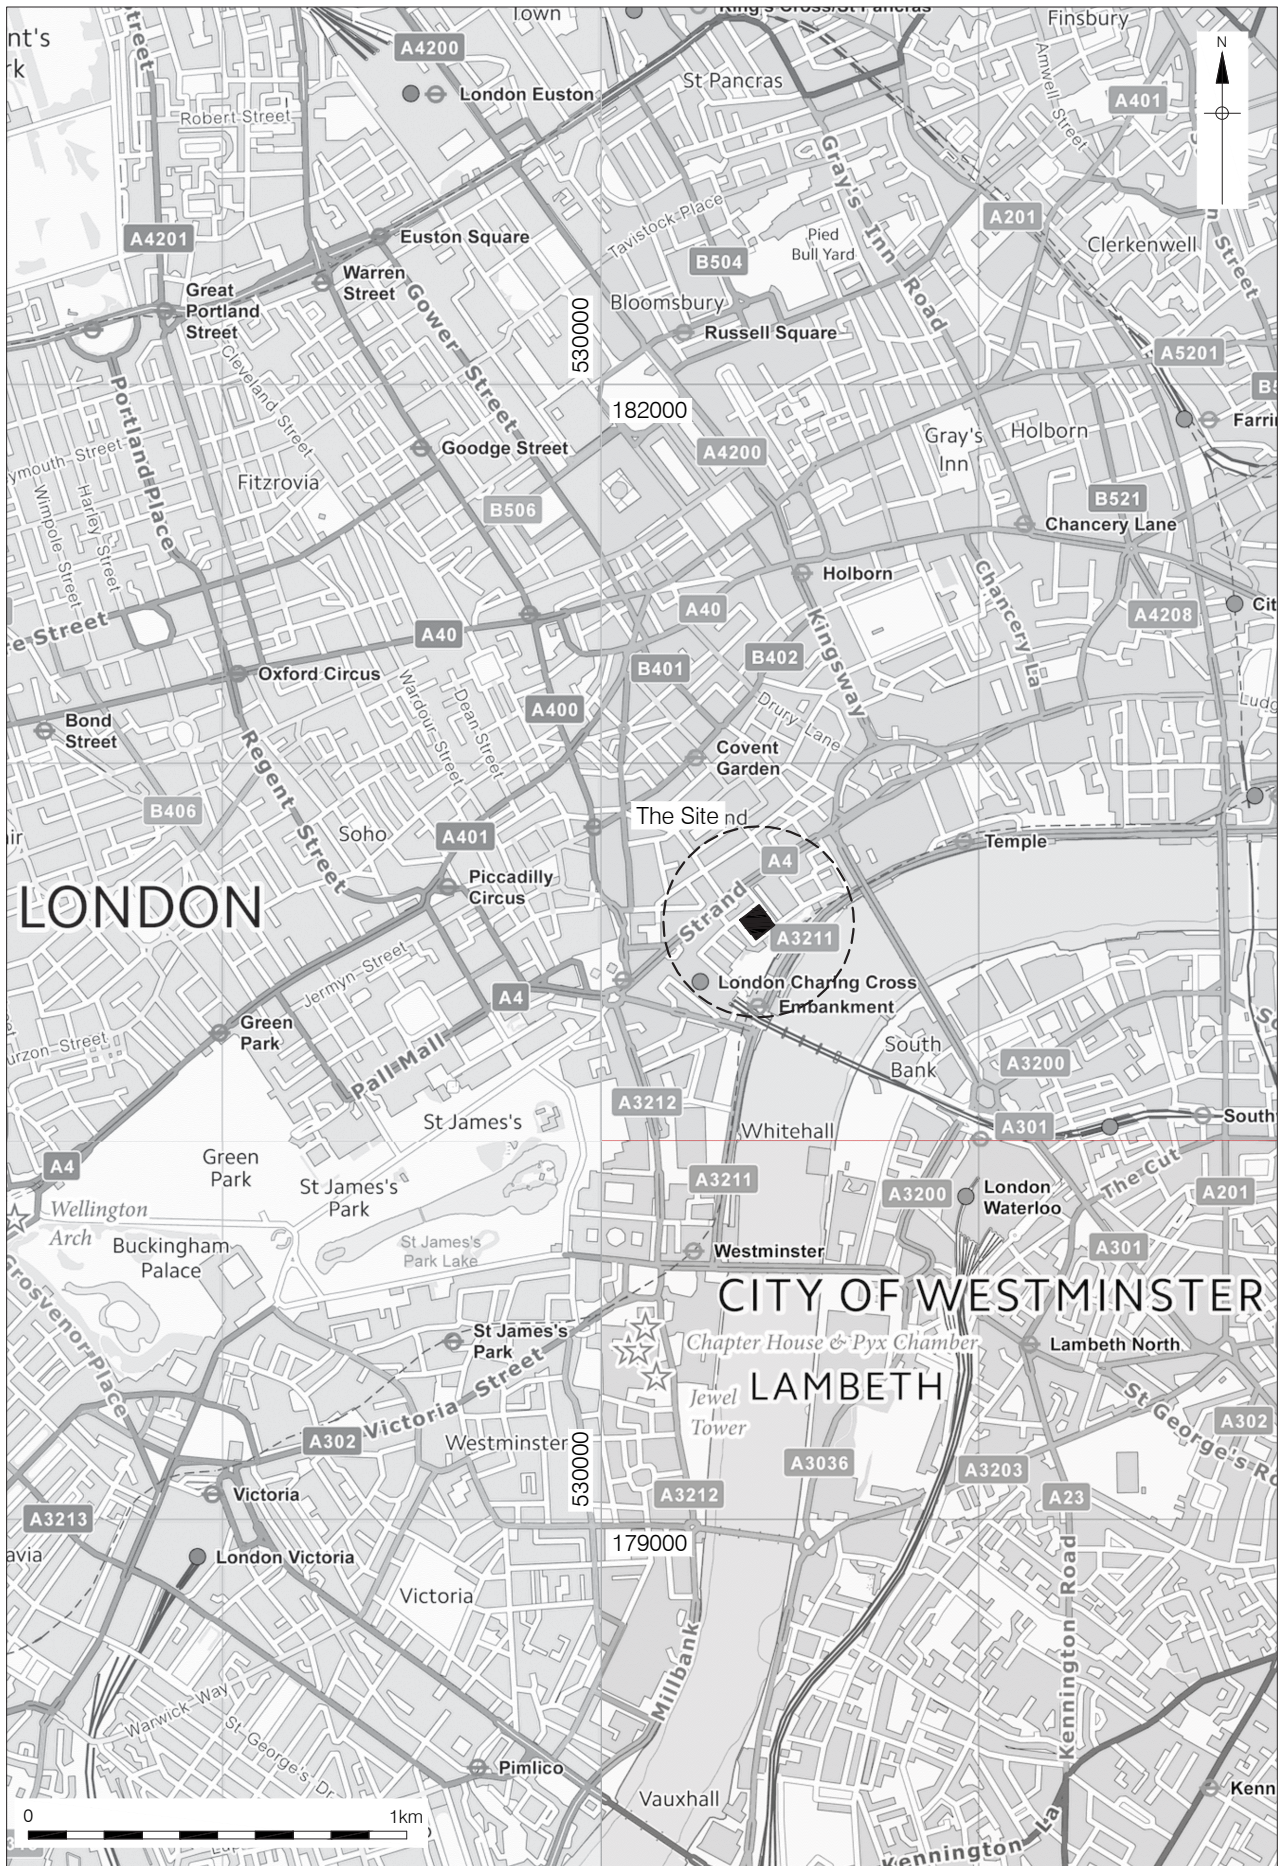 nt's
rk
Street
A4200
London Euston
Town
King's Cross/St Pancras
St Pancras
Finsbury
N
Amwell Street
A401
Robert Street
Gray's Inn Road
Tavistock Place
A201
Pied
Bull Yard
Clerkenwell
Street
A4201
Euston Square
B504
Warren
Street
Great
Portland
Street
Gower Street
530000
Bloomsbury
Russell Square
A5201
Cleveland Street
Portland Place
182000
Farrin
Gray's
Inn
Holborn
A4200
Goodge Street
ymouth Street
Wimpole Street
Harley Street
Fitzrovia
B506
B521
Chancery Lane
Holborn
Chancery La
A40
Kingsway
A4208
Cit
e Street
A40
B401
B402
Oxford Circus
Wardour Street
Dean Street
A400
Drury Lane
Ludg
Bond
Street
Covent
Garden
Regent Street
B406
The Site
nd
Soho
A401
Temple
A4
LONDON
Piccadilly
Circus
Strand
A3211
Jermyn Street
A4
London Charing Cross
Embankment
Green
Park
urzon Street
Pall Mall
South
Bank
A3200
A3212
St James's
Whitehall
A301
South
A4
Green
Park
St James's
Park
A3211
A3200
London
Waterloo
The Cut
A201
Wellington
Arch
Buckingham
Palace
St James's
Park Lake
Westminster
A301
Grosvenor Place
CITY OF WESTMINSTER
St James's
Park
Chapter House & Pyx Chamber
Lambeth North
LAMBETH
Jewel
Tower
St George's Ro
A302
A302
Victoria Street
Westminster
530000
A3036
A3203
A23
Victoria
A3212
A3213
avia
London Victoria
179000
Victoria
Kennington Road
Millbank
Warwick Way
St George's Dr
Pimlico
Vauxhall
Kenn
0
1km
Kennington La